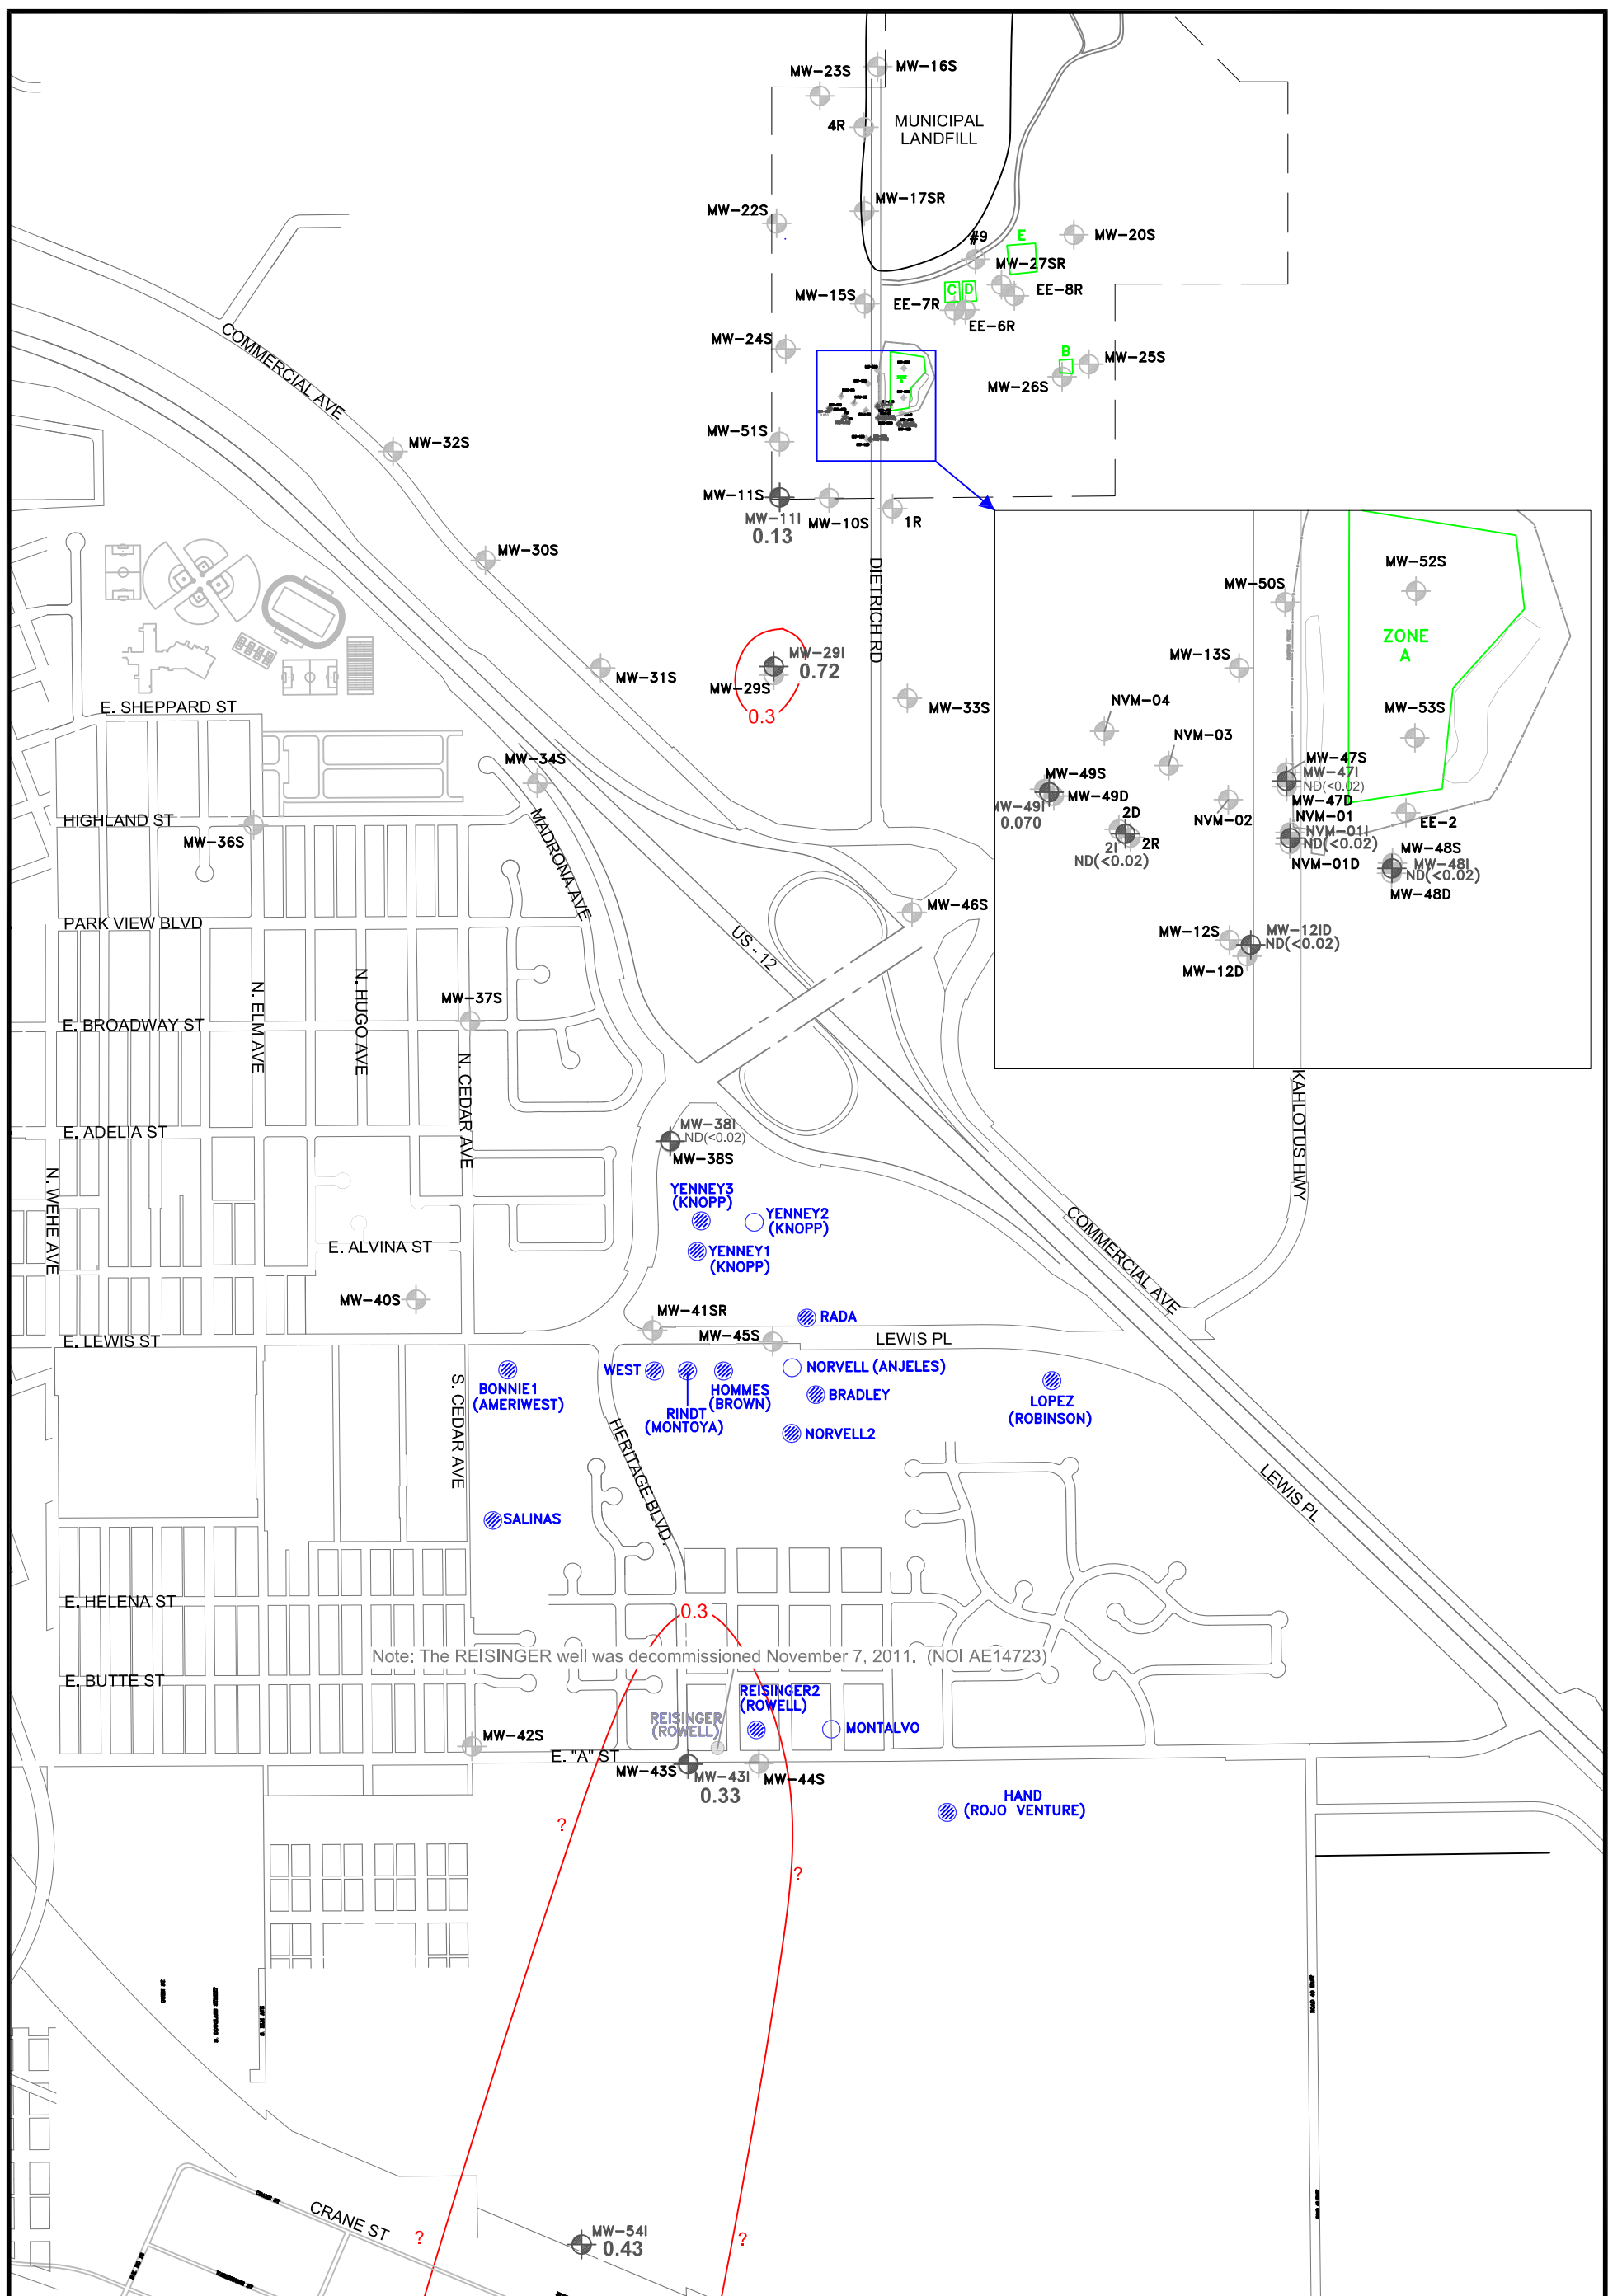 MW-23S
MW-16S
4R
MUNICIPAL
LANDFILL
MW-17SR
MW-22S
#9
E
MW-20S
MW-27SR
MW-15S
EE-7R
C
D
EE-8R
EE-6R
MW-24S
B
MW-25S
MW-26S
COMMERCIAL AVE
MW-32S
MW-51S
MW-11S
MW-11I
0.13
MW-10S
1R
MW-30S
DIETRICH RD
MW-52S
MW-50S
ZONE
A
MW-13S
MW-53S
NVM-04
NVM-03
MW-47S
MW-47I
ND(<0.02)
MW-47D
MW-49S
MW-49D
MW-49I
0.070
NVM-02
NVM-01
NVM-01I
ND(<0.02)
NVM-01D
EE-2
2D
2R
2I
ND(<0.02)
MW-48S
MW-48I
ND(<0.02)
MW-48D
MW-12S
MW-12ID
ND(<0.02)
MW-12D
MW-29I
0.72
MW-29S
0.3
MW-31S
MW-33S
E. SHEPPARD ST
MW-34S
HIGHLAND ST
MW-36S
MADRONA AVE
PARK VIEW BLVD
MW-46S
US - 12
N. ELM AVE
N. HUGO AVE
MW-37S
E. BROADWAY ST
N. CEDAR AVE
KAHLOTUS HWY
E. ADELIA ST
MW-38I
ND(<0.02)
MW-38S
N. WEHE AVE
YENNEY3
(KNOPP)
YENNEY2
(KNOPP)
YENNEY1
(KNOPP)
COMMERCIAL AVE
E. ALVINA ST
MW-40S
MW-41SR
RADA
MW-45S
LEWIS PL
E. LEWIS ST
WEST
NORVELL (ANJELES)
BONNIE1
(AMERIWEST)
HOMMES
(BROWN)
BRADLEY
RINDT
(MONTOYA)
LOPEZ
(ROBINSON)
S. CEDAR AVE
NORVELL2
HERITAGE BLVD.
LEWIS PL
SALINAS
E. HELENA ST
0.3
Note: The REISINGER well was decommissioned November 7, 2011. (NOI AE14723)
E. BUTTE ST
REISINGER2
(ROWELL)
REISINGER
(ROWELL)
MONTALVO
MW-42S
E. "A" ST
MW-43S
MW-43I
0.33
MW-44S
HAND
(ROJO VENTURE)
?
?
CRANE ST
?
MW-54I
0.43
?